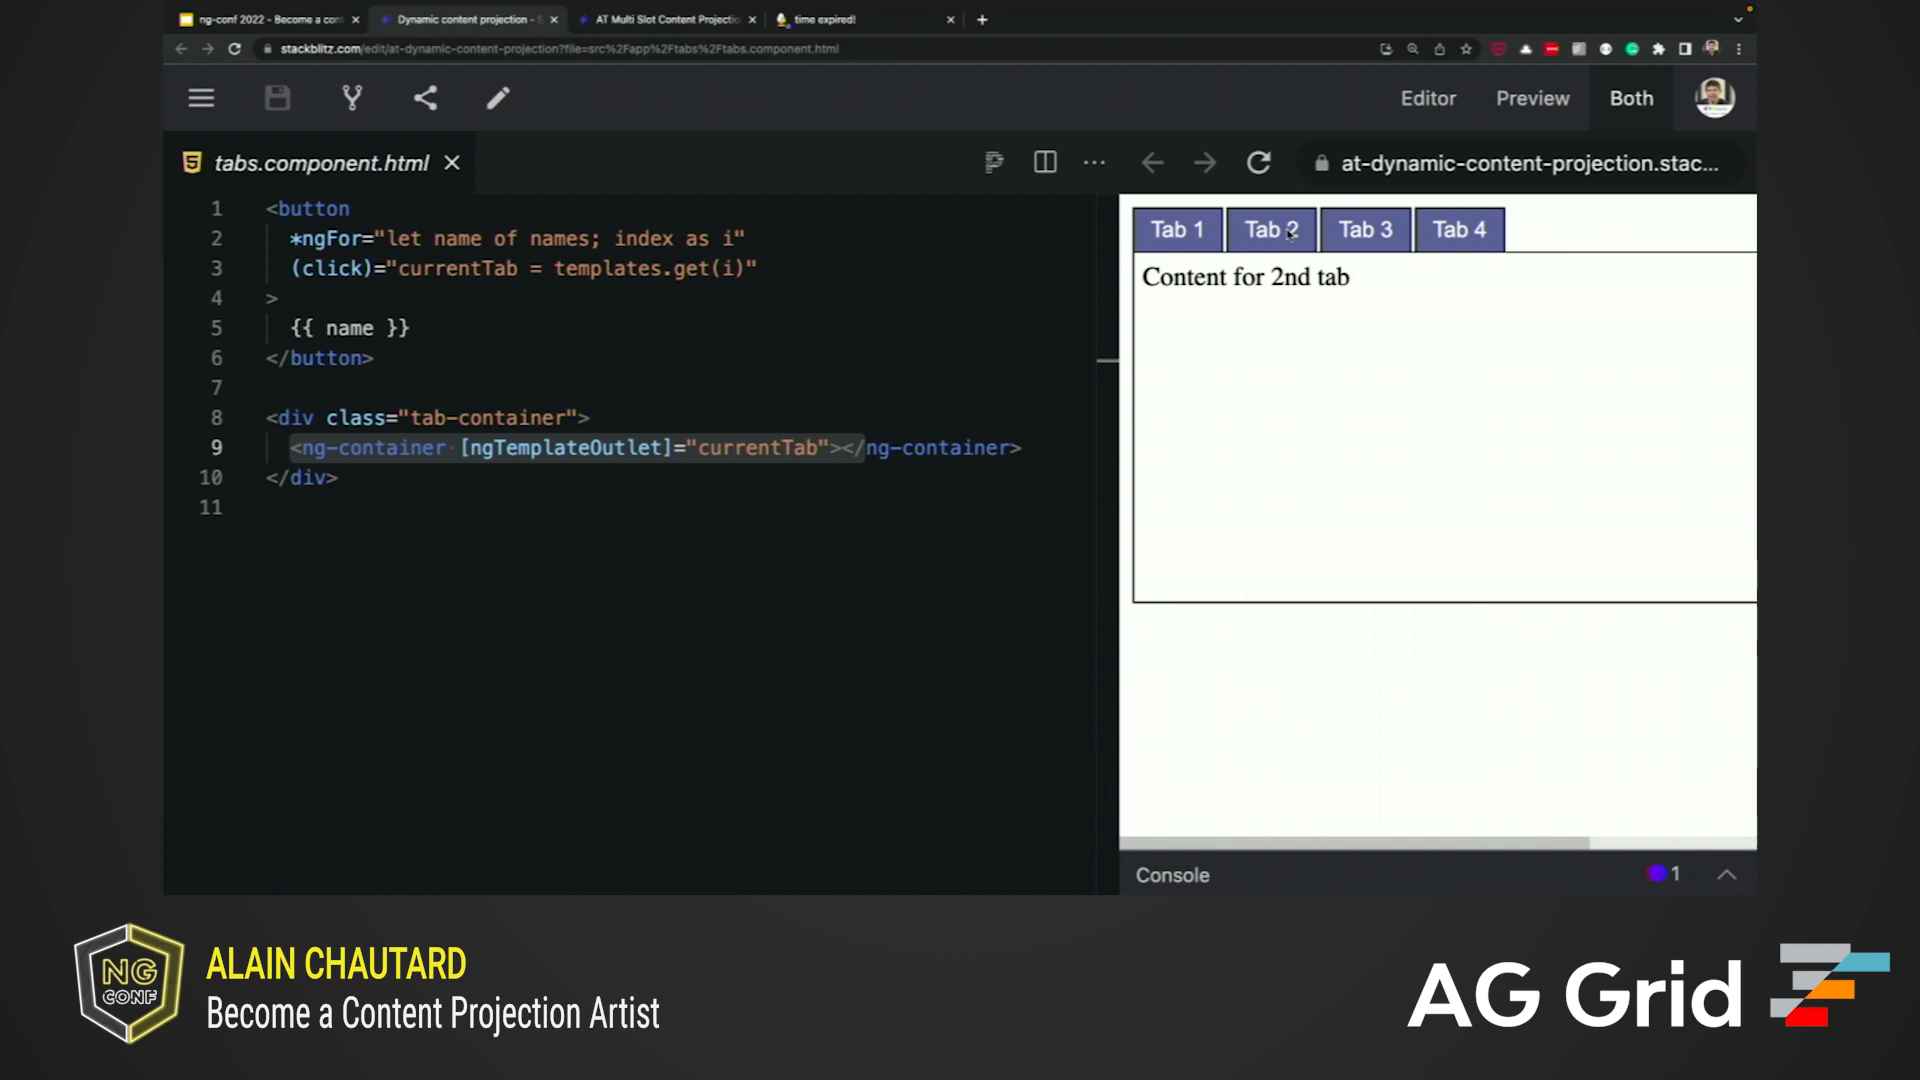 ng-conf 2022 - Become a con
Dynamic content projection - S
AT Multi Slot Content Projectio
time expired!
stackblitz.com/edit/at-dynamic-content-projection?file=src%2Fapp%2Ftabs%2Ftabs.component.html
Editor
Preview
Both
tabs.component.html
at-dynamic-content-projection.stac...
1 <button
2 *ngFor="let name of names; index as i"
3 (click)="currentTab = templates.get(i)"
4 >
5 {{ name }}
6 </button>
7
8 <div class="tab-container">
9 <ng-container [ngTemplateOutlet]="currentTab"></ng-container>
10 </div>
11
Tab 1
Tab 2
Tab 3
Tab 4
Content for 2nd tab
Console
1
NG
CONF
ALAIN CHAUTARD
Become a Content Projection Artist
AG Grid